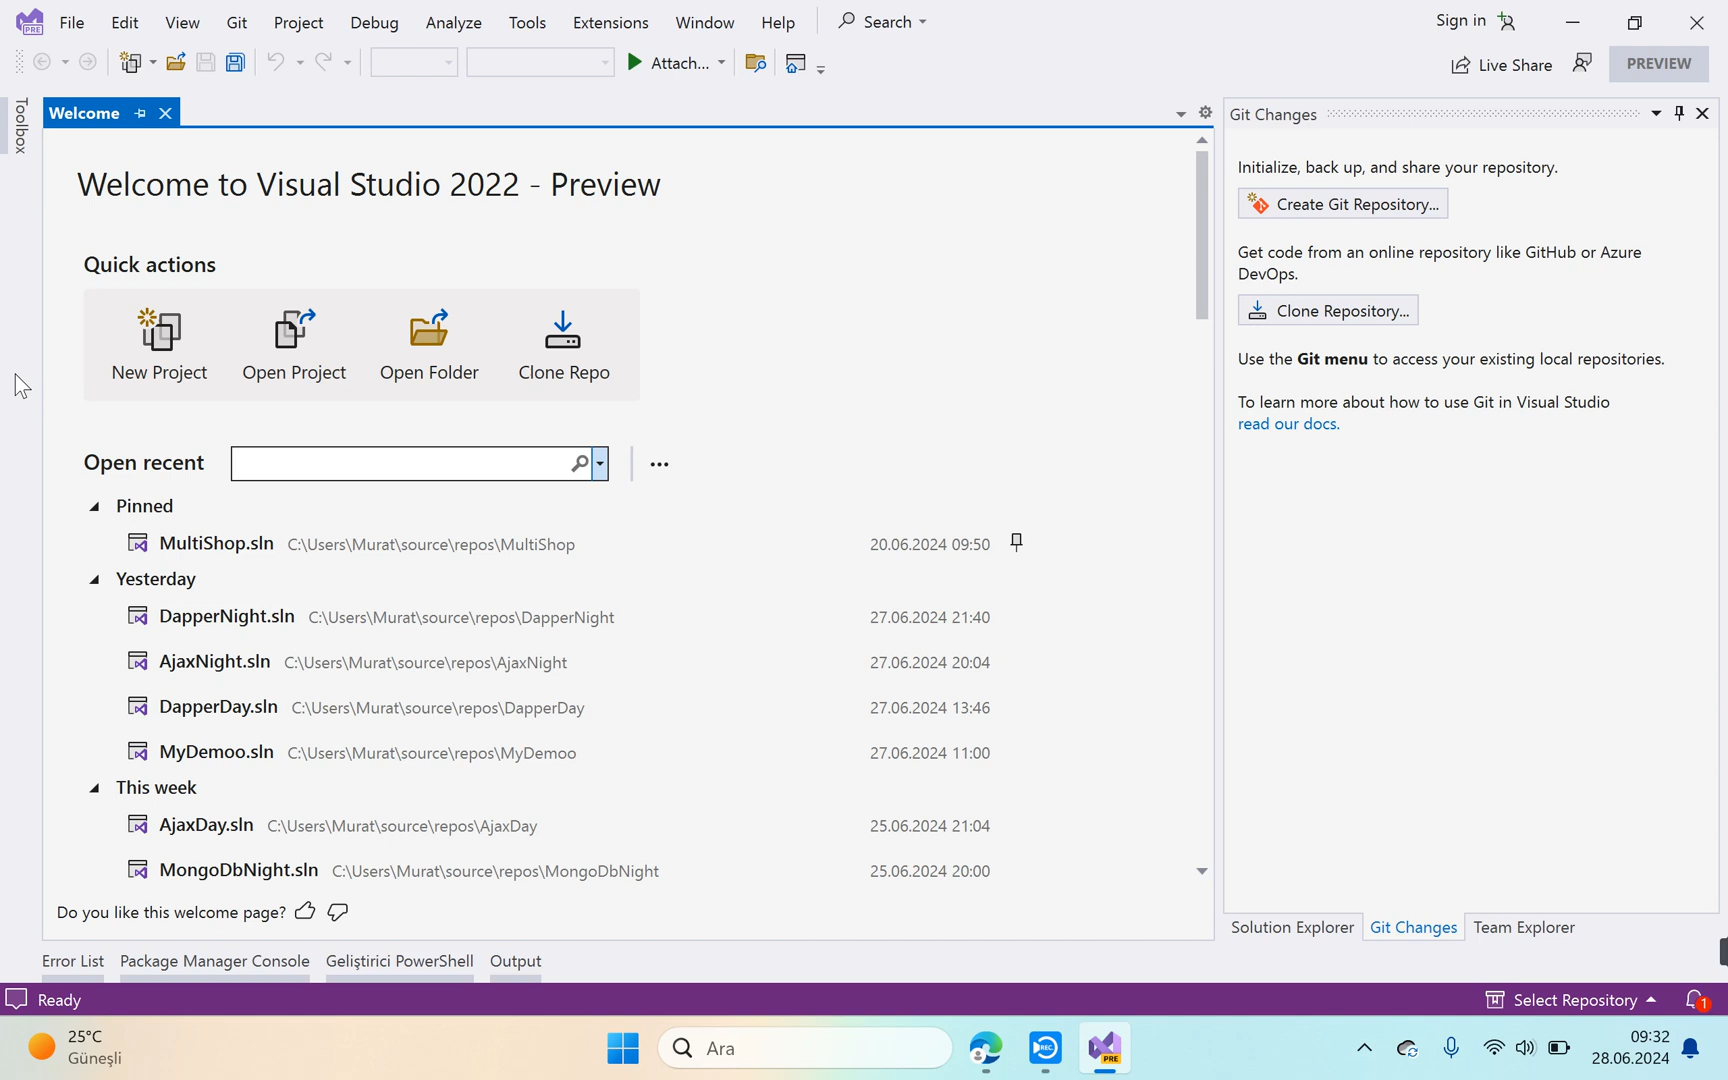 File Edit View Git Project Debug Analyze Tools Extensions Window Help Search Sign in
Attach... Live Share PREVIEW
Toolbox
Welcome
Git Changes
Welcome to Visual Studio 2022 - Preview
Quick actions
New Project Open Project Open Folder Clone Repo
Open recent
Pinned
MultiShop.sln C:\Users\Murat\source\repos\MultiShop 20.06.2024 09:50
Yesterday
DapperNight.sln C:\Users\Murat\source\repos\DapperNight 27.06.2024 21:40
AjaxNight.sln C:\Users\Murat\source\repos\AjaxNight 27.06.2024 20:04
DapperDay.sln C:\Users\Murat\source\repos\DapperDay 27.06.2024 13:46
MyDemoo.sln C:\Users\Murat\source\repos\MyDemoo 27.06.2024 11:00
This week
AjaxDay.sln C:\Users\Murat\source\repos\AjaxDay 25.06.2024 21:04
MongoDbNight.sln C:\Users\Murat\source\repos\MongoDbNight 25.06.2024 20:00
Do you like this welcome page?
Initialize, back up, and share your repository.
Create Git Repository...
Get code from an online repository like GitHub or Azure
DevOps.
Clone Repository...
Use the Git menu to access your existing local repositories.
To learn more about how to use Git in Visual Studio
read our docs.
Solution Explorer Git Changes Team Explorer
Error List Package Manager Console Geliştirici PowerShell Output
Ready Select Repository 1
25°C
Güneşli
Ara
REC
PRE
09:32
28.06.2024